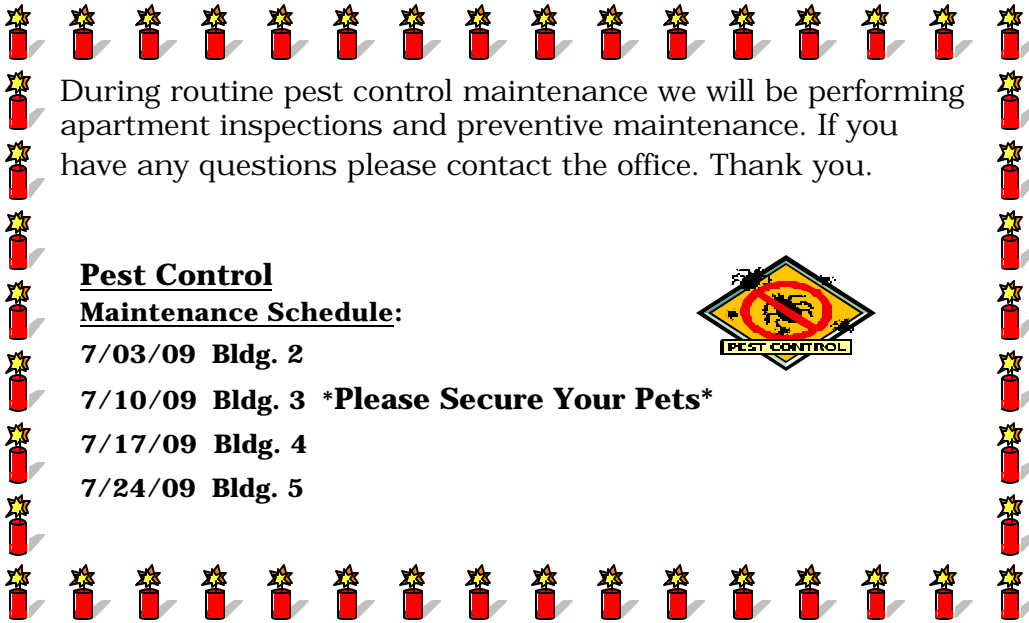 During routine pest control maintenance we will be performing
apartment inspections and preventive maintenance. If you
have any questions please contact the office. Thank you.
Pest Control
Maintenance Schedule:
PEST CONTROL
7/03/09 Bldg. 2
7/10/09 Bldg. 3 *Please Secure Your Pets*
7/17/09 Bldg. 4
7/24/09 Bldg. 5